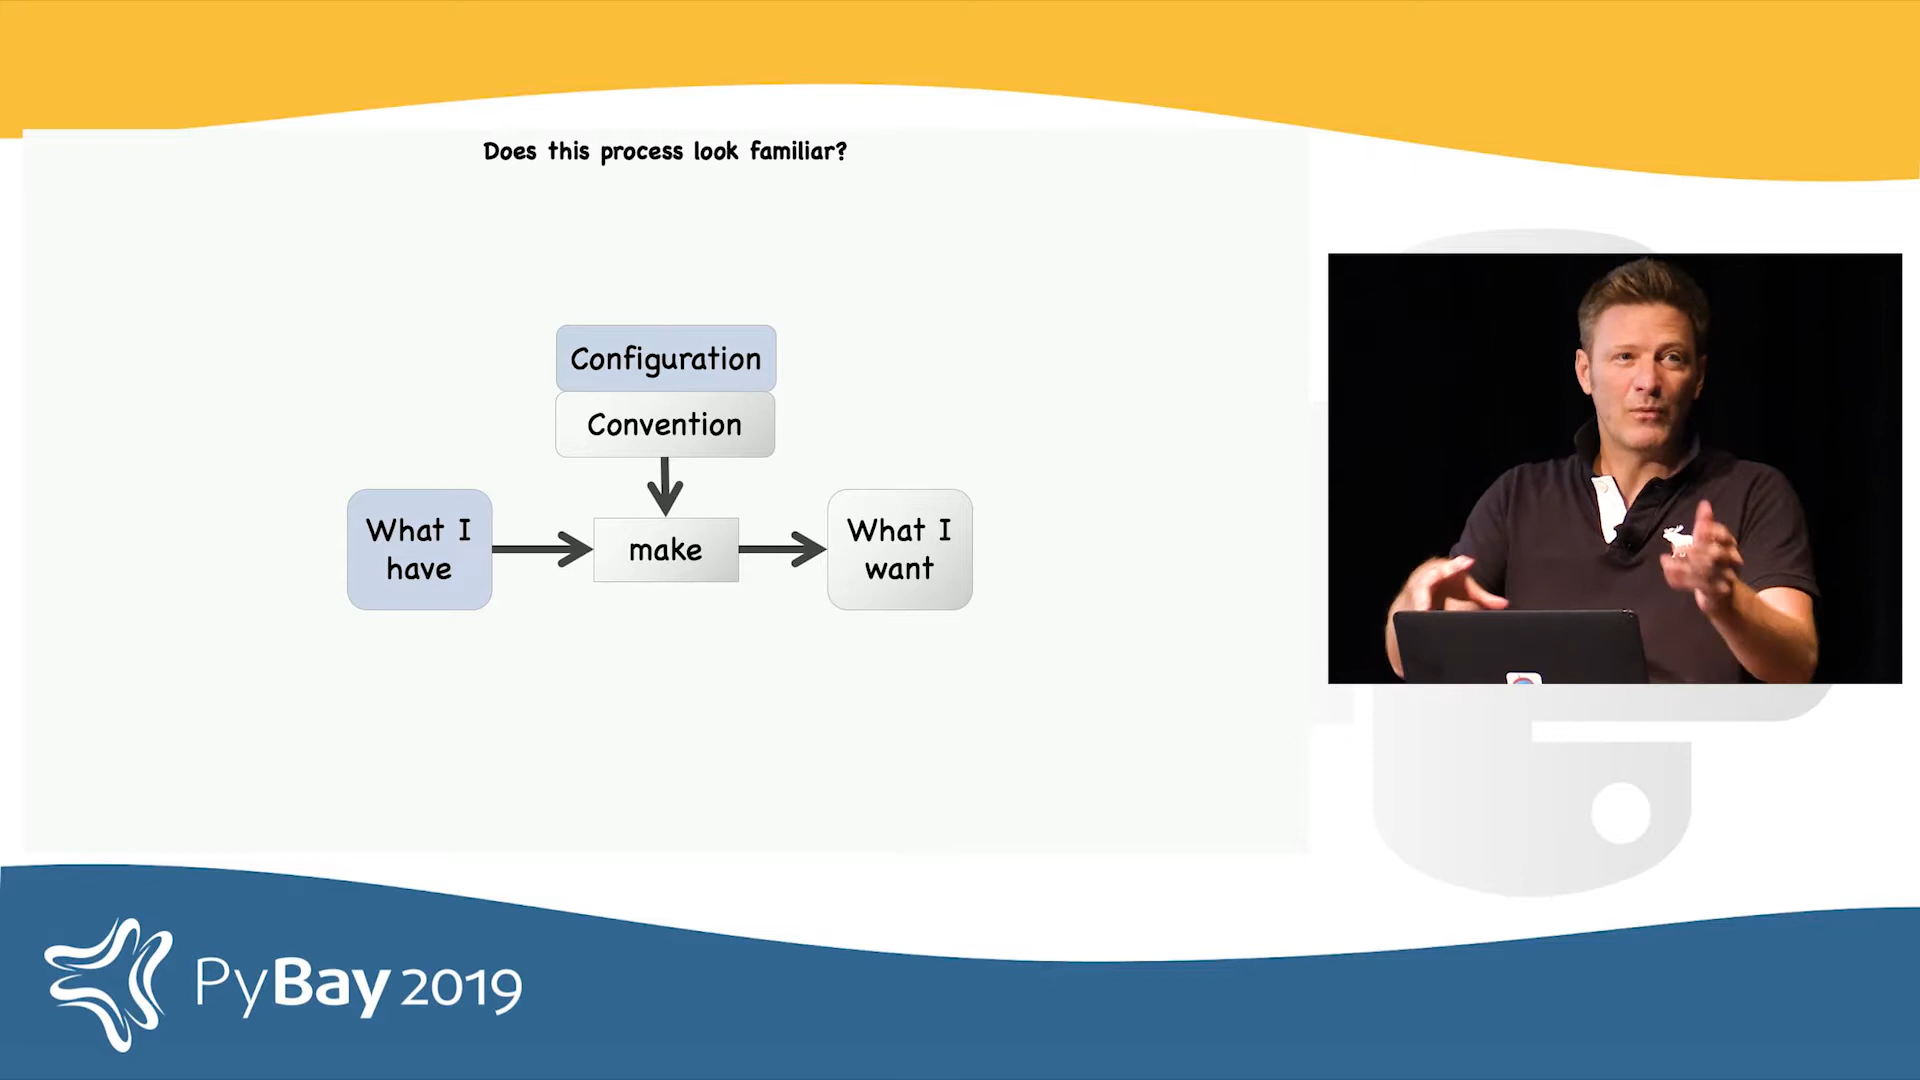 Does this process look familiar?
Configuration
Convention
What I
have
make
What I
want
PyBay 2019